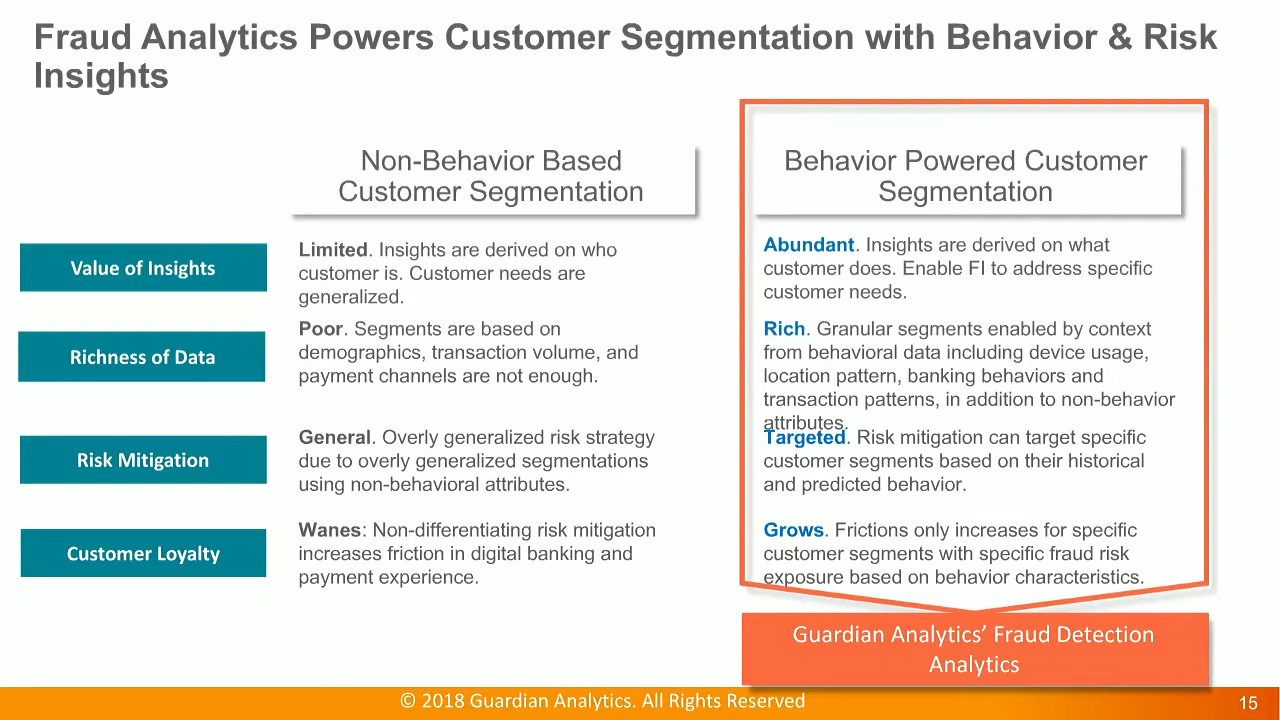 Fraud Analytics Powers Customer Segmentation with Behavior & Risk
Insights
Non-Behavior Based
Customer Segmentation
Behavior Powered Customer
Segmentation
Value of Insights
Limited. Insights are derived on who
customer is. Customer needs are
generalized.
Abundant. Insights are derived on what
customer does. Enable FI to address specific
customer needs.
Richness of Data
Poor. Segments are based on
demographics, transaction volume, and
payment channels are not enough.
Rich. Granular segments enabled by context
from behavioral data including device usage,
location pattern, banking behaviors and
transaction patterns, in addition to non-behavior
attributes.
Risk Mitigation
General. Overly generalized risk strategy
due to overly generalized segmentations
using non-behavioral attributes.
Targeted. Risk mitigation can target specific
customer segments based on their historical
and predicted behavior.
Customer Loyalty
Wanes: Non-differentiating risk mitigation
increases friction in digital banking and
payment experience.
Grows. Frictions only increases for specific
customer segments with specific fraud risk
exposure based on behavior characteristics.
Guardian Analytics’ Fraud Detection
Analytics
© 2018 Guardian Analytics. All Rights Reserved
15